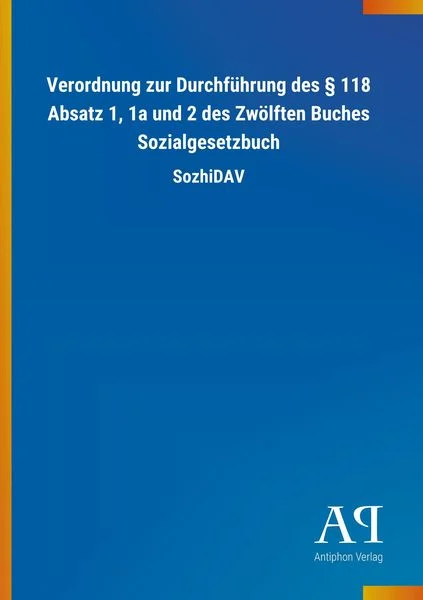 Verordnung zur Durchführung des § 118
Absatz 1, 1a und 2 des Zwölften Buches
Sozialgesetzbuch
SozhiDAV
AP
Antiphon Verlag